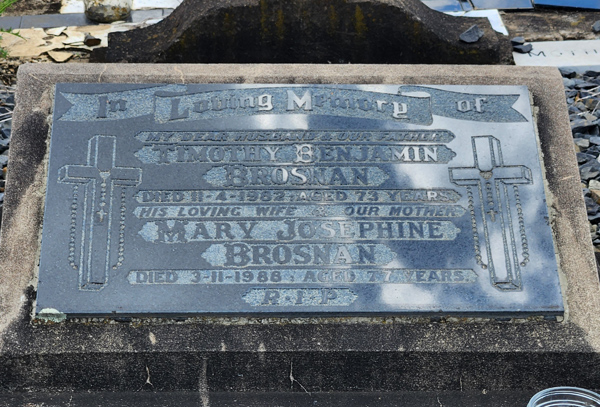 In Loving Memory of
MY DEAR HUSBAND & OUR FATHER
TIMOTHY BENJAMIN
BROSNAN
DIED 11-4-1982 AGED 73 YEARS
HIS LOVING WIFE & OUR MOTHER
MARY JOSEPHINE
BROSNAN
DIED 3-11-1988 AGED 77 YEARS.
R.I.P.